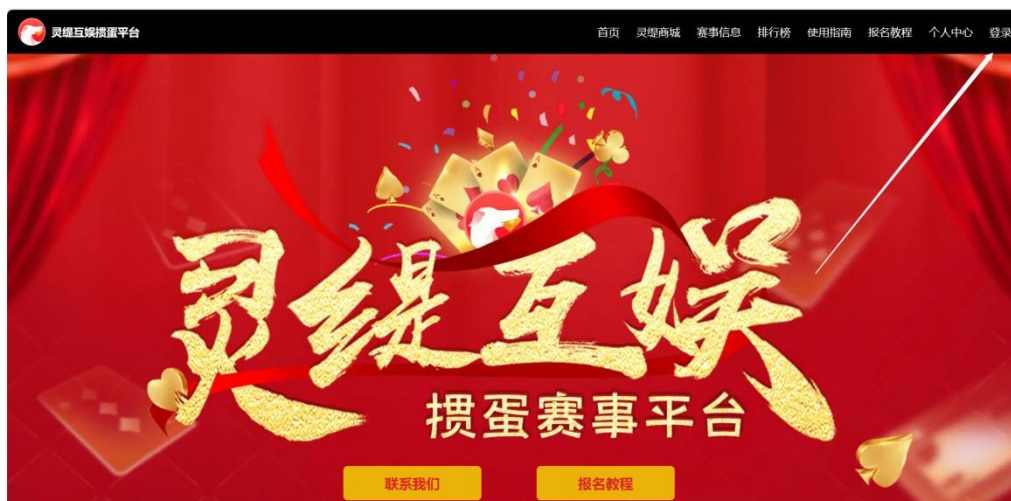 灵缇互娱掼蛋平台
首页 灵缇商城 赛事信息 排行榜 使用指南 报名教程 个人中心 登录
灵缇互娱
掼蛋赛事平台
联系我们 报名教程